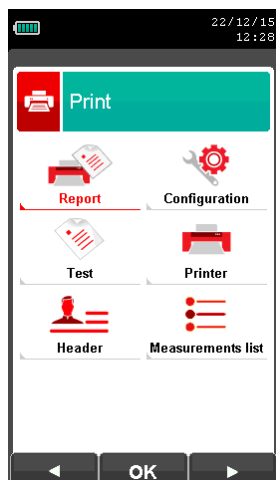 22/12/15
12:28
Print
Report Configuration
Test Printer
Header Measurements list
OK